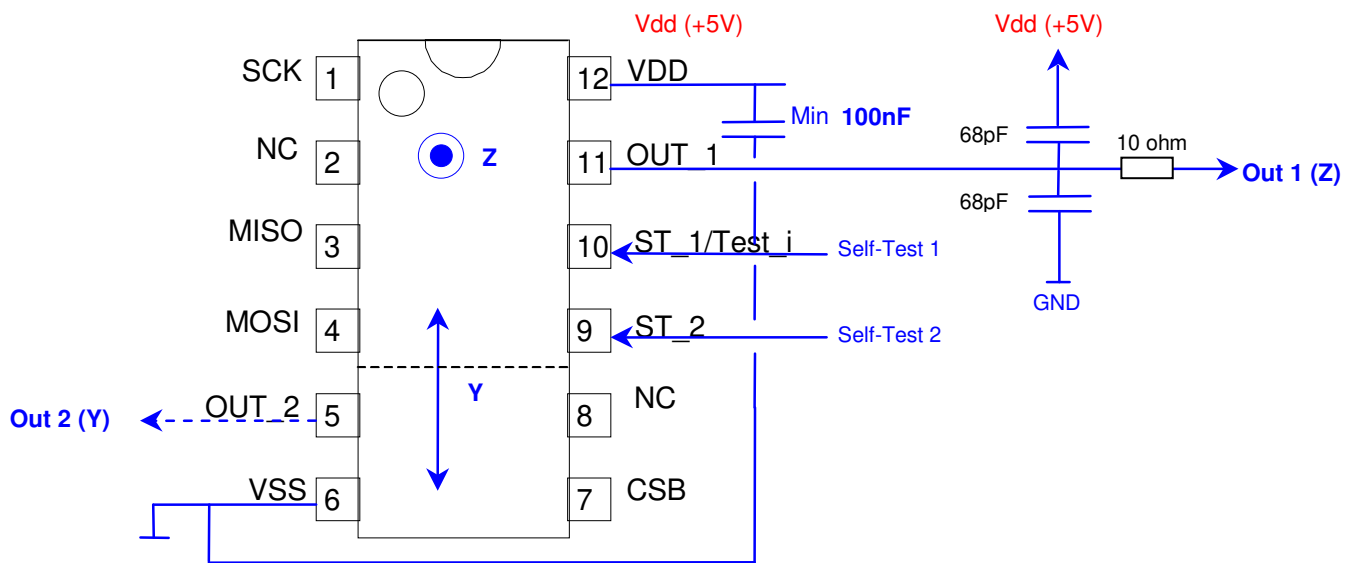 Vdd (+5V)
Vdd (+5V)
SCK 1
12 VDD
Min 100nF
68pF
10 ohm
NC 2
Z
11 OUT_1
Out 1 (Z)
68pF
MISO 3
10 ST_1/Test_i
Self-Test 1
GND
MOSI 4
9 ST_2
Self-Test 2
Y
Out 2 (Y)
OUT_2 5
8 NC
VSS 6
7 CSB